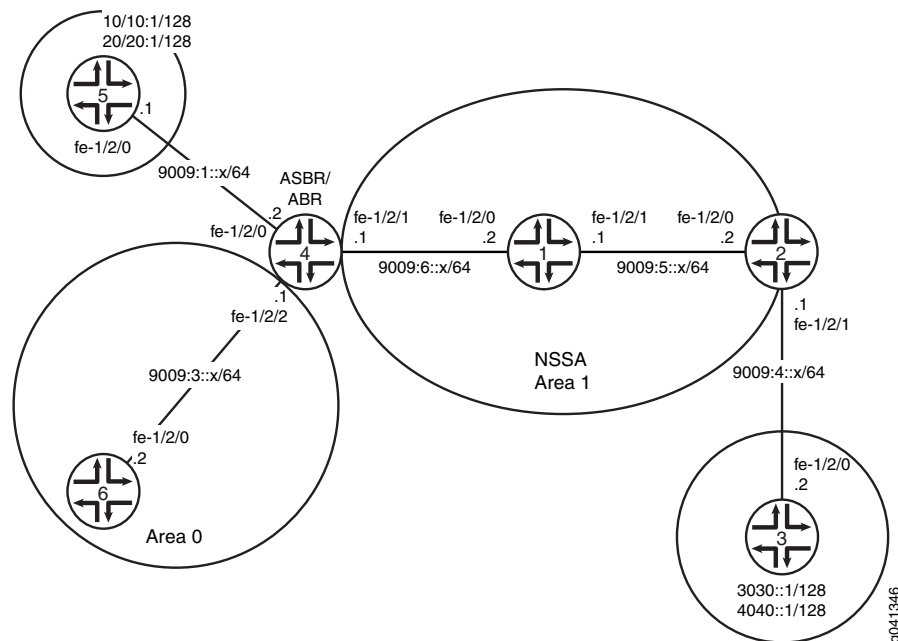 10/10:1/128
20/20:1/128
5
.1
fe-1/2/0
9009:1::x/64
ASBR/
ABR
.2
fe-1/2/0
4
fe-1/2/1
.1
9009:6::x/64
fe-1/2/0
.2
1
fe-1/2/1
.1
9009:5::x/64
fe-1/2/0
.2
2
.1
fe-1/2/1
.1
fe-1/2/2
NSSA
Area 1
9009:3::x/64
9009:4::x/64
fe-1/2/0
.2
6
Area 0
fe-1/2/0
.2
3
3030::1/128
4040::1/128
g041346